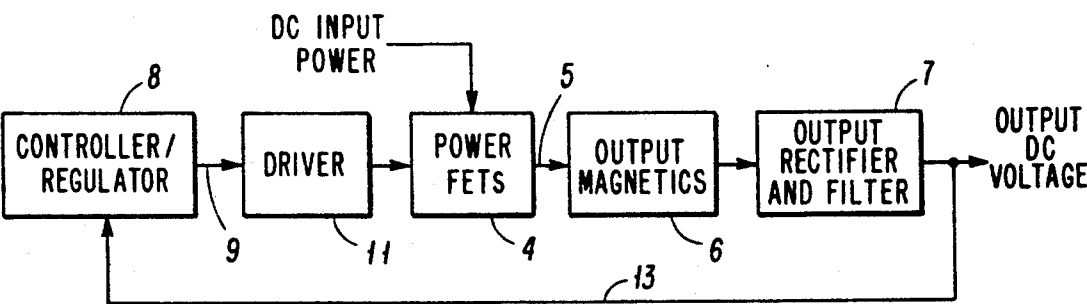 DC INPUT
POWER
8
CONTROLLER/
REGULATOR
9
DRIVER
11
POWER
FETS
4
5
OUTPUT
MAGNETICS
6
7
OUTPUT
RECTIFIER
AND FILTER
OUTPUT
DC
VOLTAGE
13